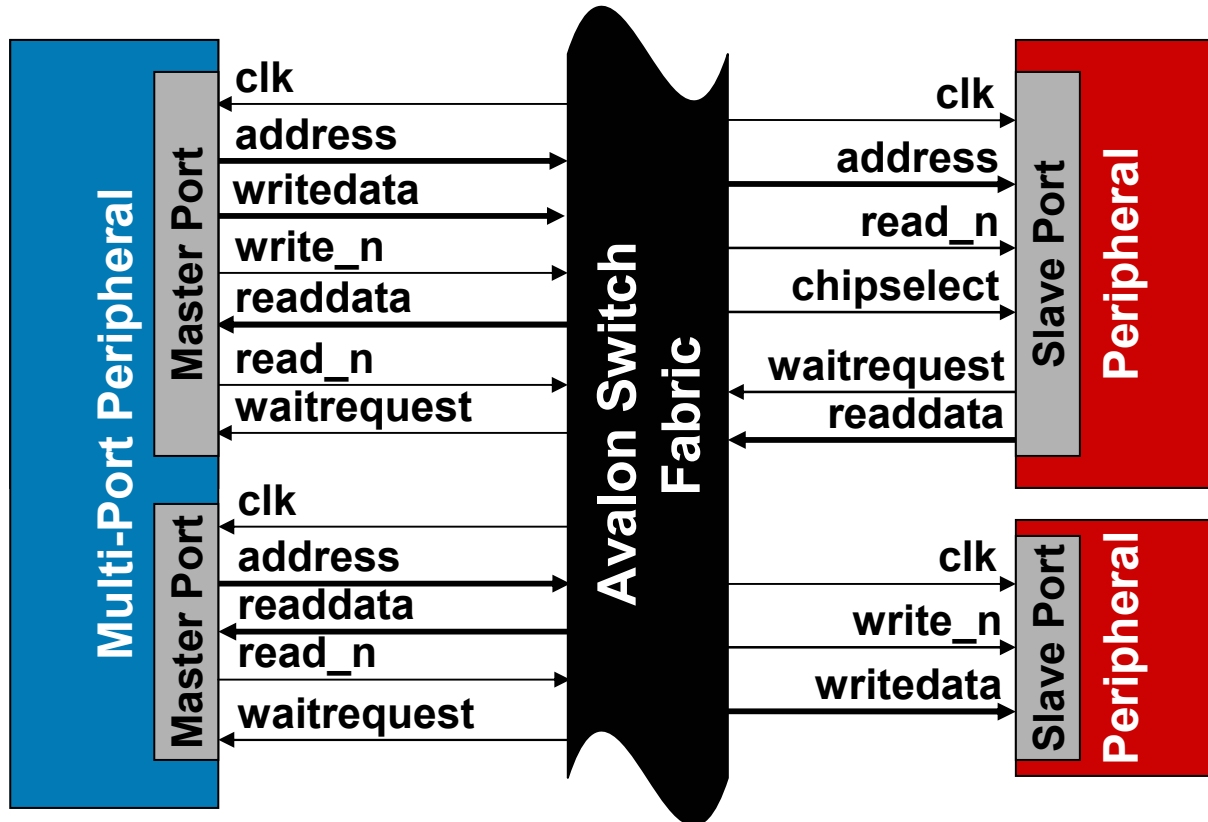 Multi-Port Peripheral
Master Port
clk
address
writedata
write_n
readdata
read_n
waitrequest
Master Port
clk
address
readdata
read_n
waitrequest
Avalon Switch
Fabric
clk
address
read_n
chipselect
waitrequest
readdata
Slave Port
Peripheral
clk
write_n
writedata
Slave Port
Peripheral